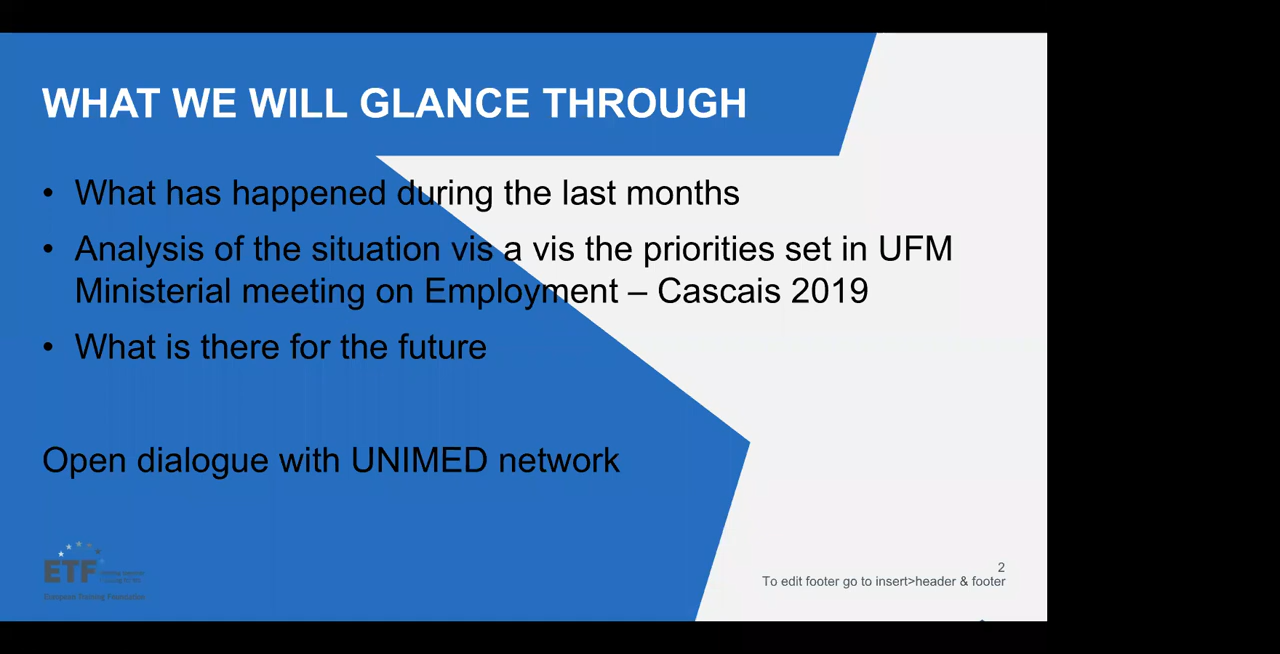 WHAT WE WILL GLANCE THROUGH
• What has happened during the last months
• Analysis of the situation vis a vis the priorities set in UFM
Ministerial meeting on Employment – Cascais 2019
• What is there for the future
Open dialogue with UNIMED network
ETF
European Training Foundation
2
To edit footer go to insert>header & footer